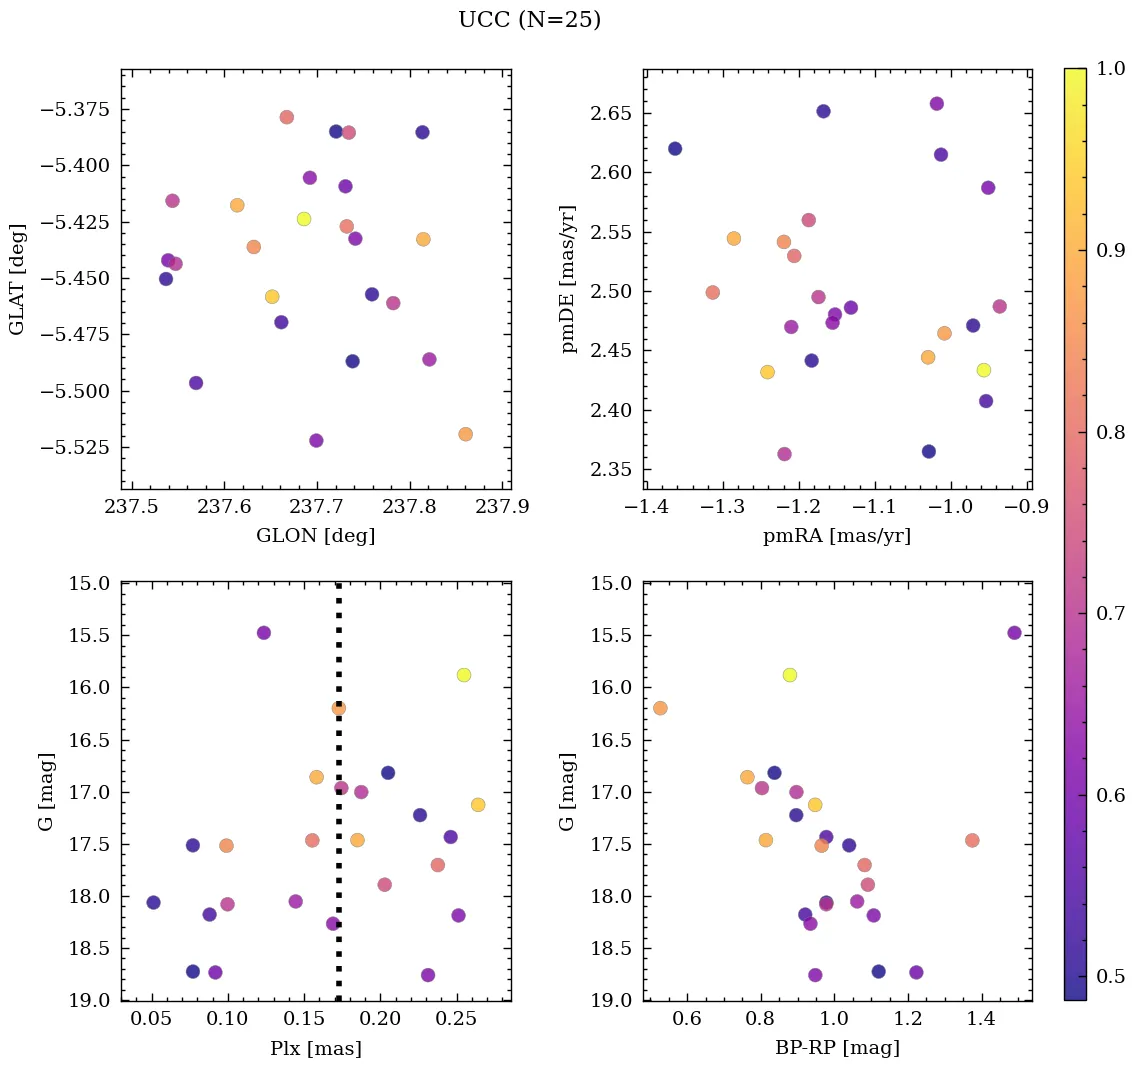 UCC (N=25)
−5.375
−5.400
−5.425
−5.450
−5.475
−5.500
−5.525
GLAT [deg]
237.5 237.6 237.7 237.8 237.9
GLON [deg]
2.65
2.60
2.55
2.50
2.45
2.40
2.35
pmDE [mas/yr]
−1.4 −1.3 −1.2 −1.1 −1.0 −0.9
pmRA [mas/yr]
15.0
15.5
16.0
16.5
17.0
17.5
18.0
18.5
19.0
G [mag]
0.05 0.10 0.15 0.20 0.25
Plx [mas]
15.0
15.5
16.0
16.5
17.0
17.5
18.0
18.5
19.0
G [mag]
0.6 0.8 1.0 1.2 1.4
BP-RP [mag]
1.0
0.9
0.8
0.7
0.6
0.5